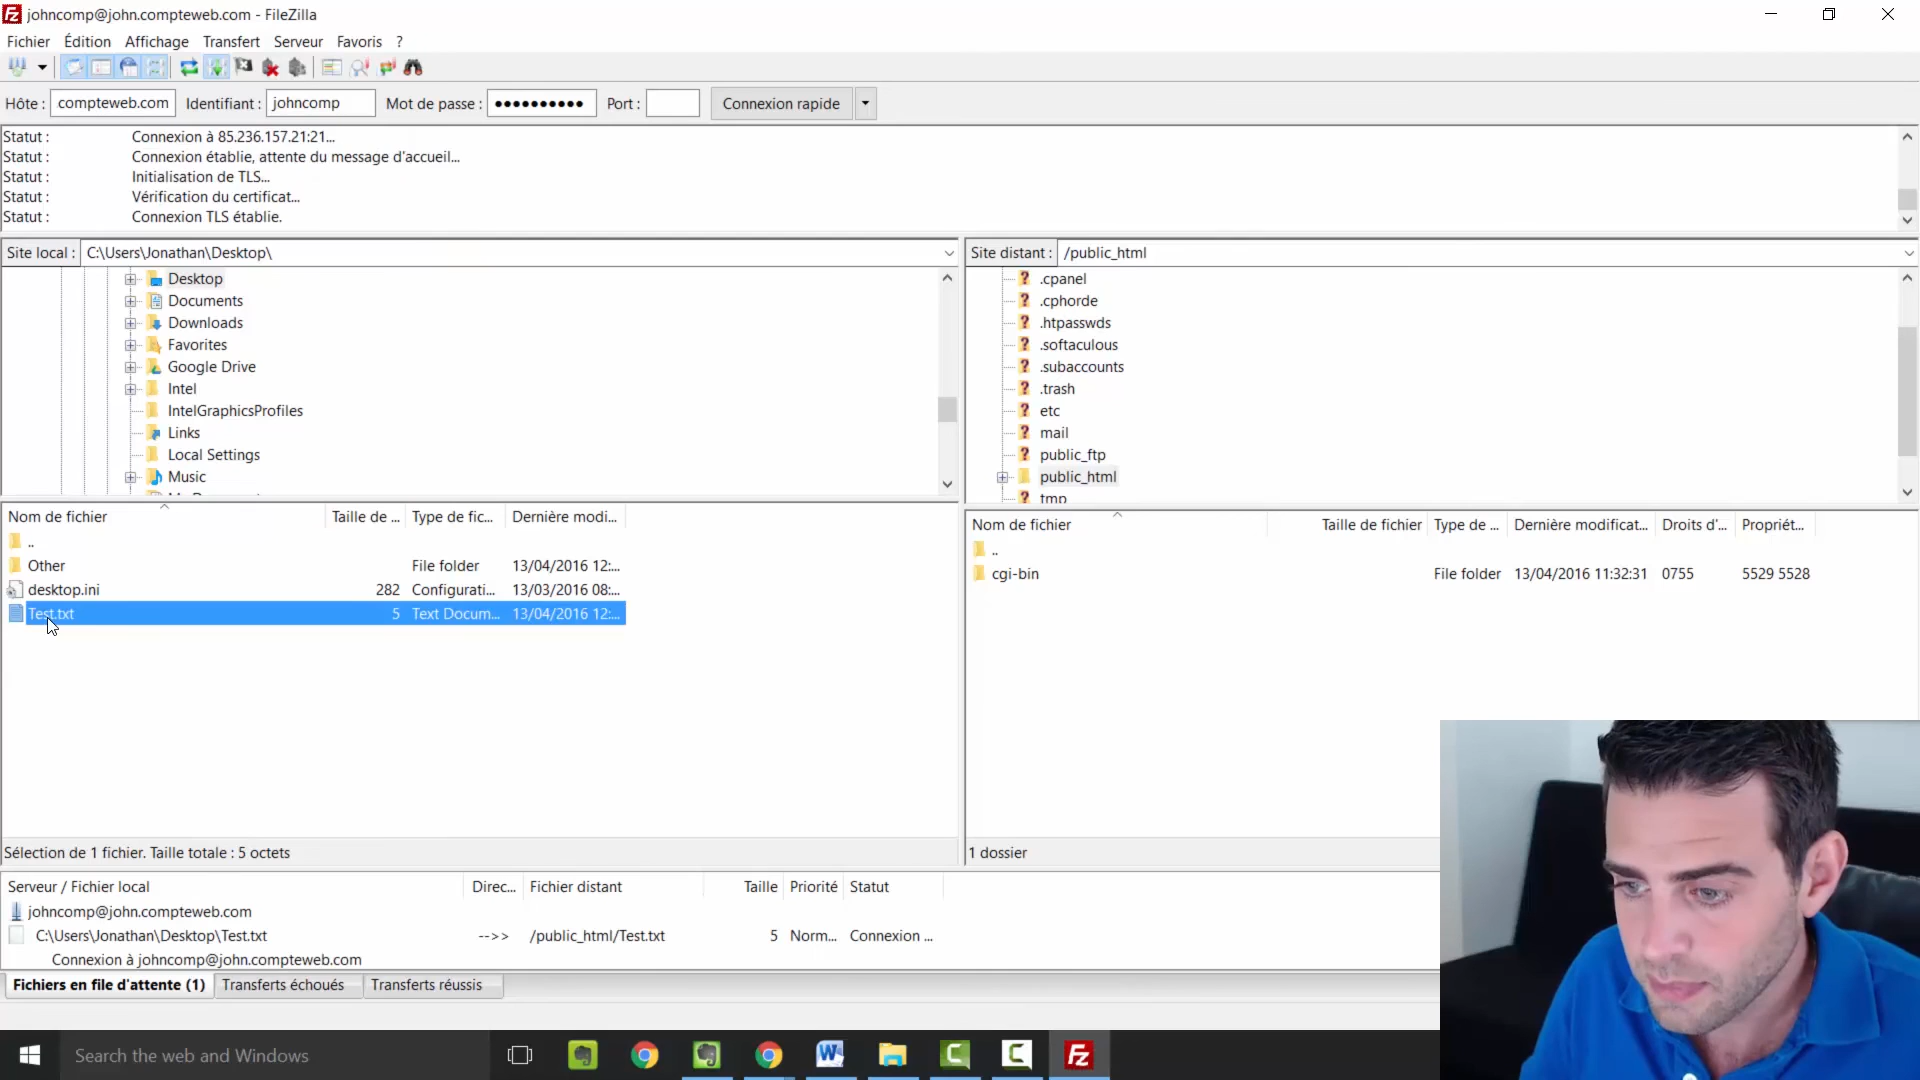 johncomp@john.compteweb.com - FileZilla
Fichier Édition Affichage Transfert Serveur Favoris ?
Hôte : compteweb.com Identifiant : johncomp Mot de passe : ●●●●●●●●●● Port : Connexion rapide
Statut : Connexion à 85.236.157.21:21...
Statut : Connexion établie, attente du message d'accueil...
Statut : Initialisation de TLS...
Statut : Vérification du certificat...
Statut : Connexion TLS établie.
Site local : C:\Users\Jonathan\Desktop\
Desktop
Documents
Downloads
Favorites
Google Drive
Intel
IntelGraphicsProfiles
Links
Local Settings
Music
Site distant : /public_html
.cpanel
.cphorde
.htpasswds
.softaculous
.subaccounts
.trash
etc
mail
public_ftp
public_html
tmp
Nom de fichier Taille de ... Type de fic... Dernière modi...
..
Other File folder 13/04/2016 12:...
desktop.ini 282 Configurati... 13/03/2016 08:...
Test.txt 5 Text Docum... 13/04/2016 12:...
Sélection de 1 fichier. Taille totale : 5 octets
Nom de fichier Taille de fichier Type de ... Dernière modificat... Droits d'... Propriét...
..
cgi-bin File folder 13/04/2016 11:32:31 0755 5529 5528
1 dossier
Serveur / Fichier local Direc... Fichier distant Taille Priorité Statut
johncomp@john.compteweb.com
C:\Users\Jonathan\Desktop\Test.txt -->> /public_html/Test.txt 5 Norm... Connexion ...
Connexion à johncomp@john.compteweb.com
Fichiers en file d'attente (1) Transferts échoués Transferts réussis
Search the web and Windows